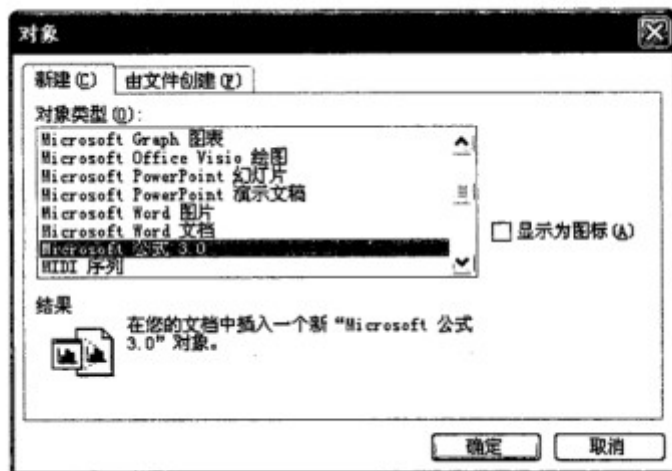 对象
新建(C) 由文件创建(F)
对象类型(O):
Microsoft Graph 图表
Microsoft Office Visio 绘图
Microsoft PowerPoint 幻灯片
Microsoft PowerPoint 演示文稿
Microsoft Word 图片
Microsoft Word 文档
Microsoft 公式 3.0
MIDI 序列
显示为图标(A)
结果
在您的文档中插入一个新“Microsoft 公式
3.0”对象。
确定 取消